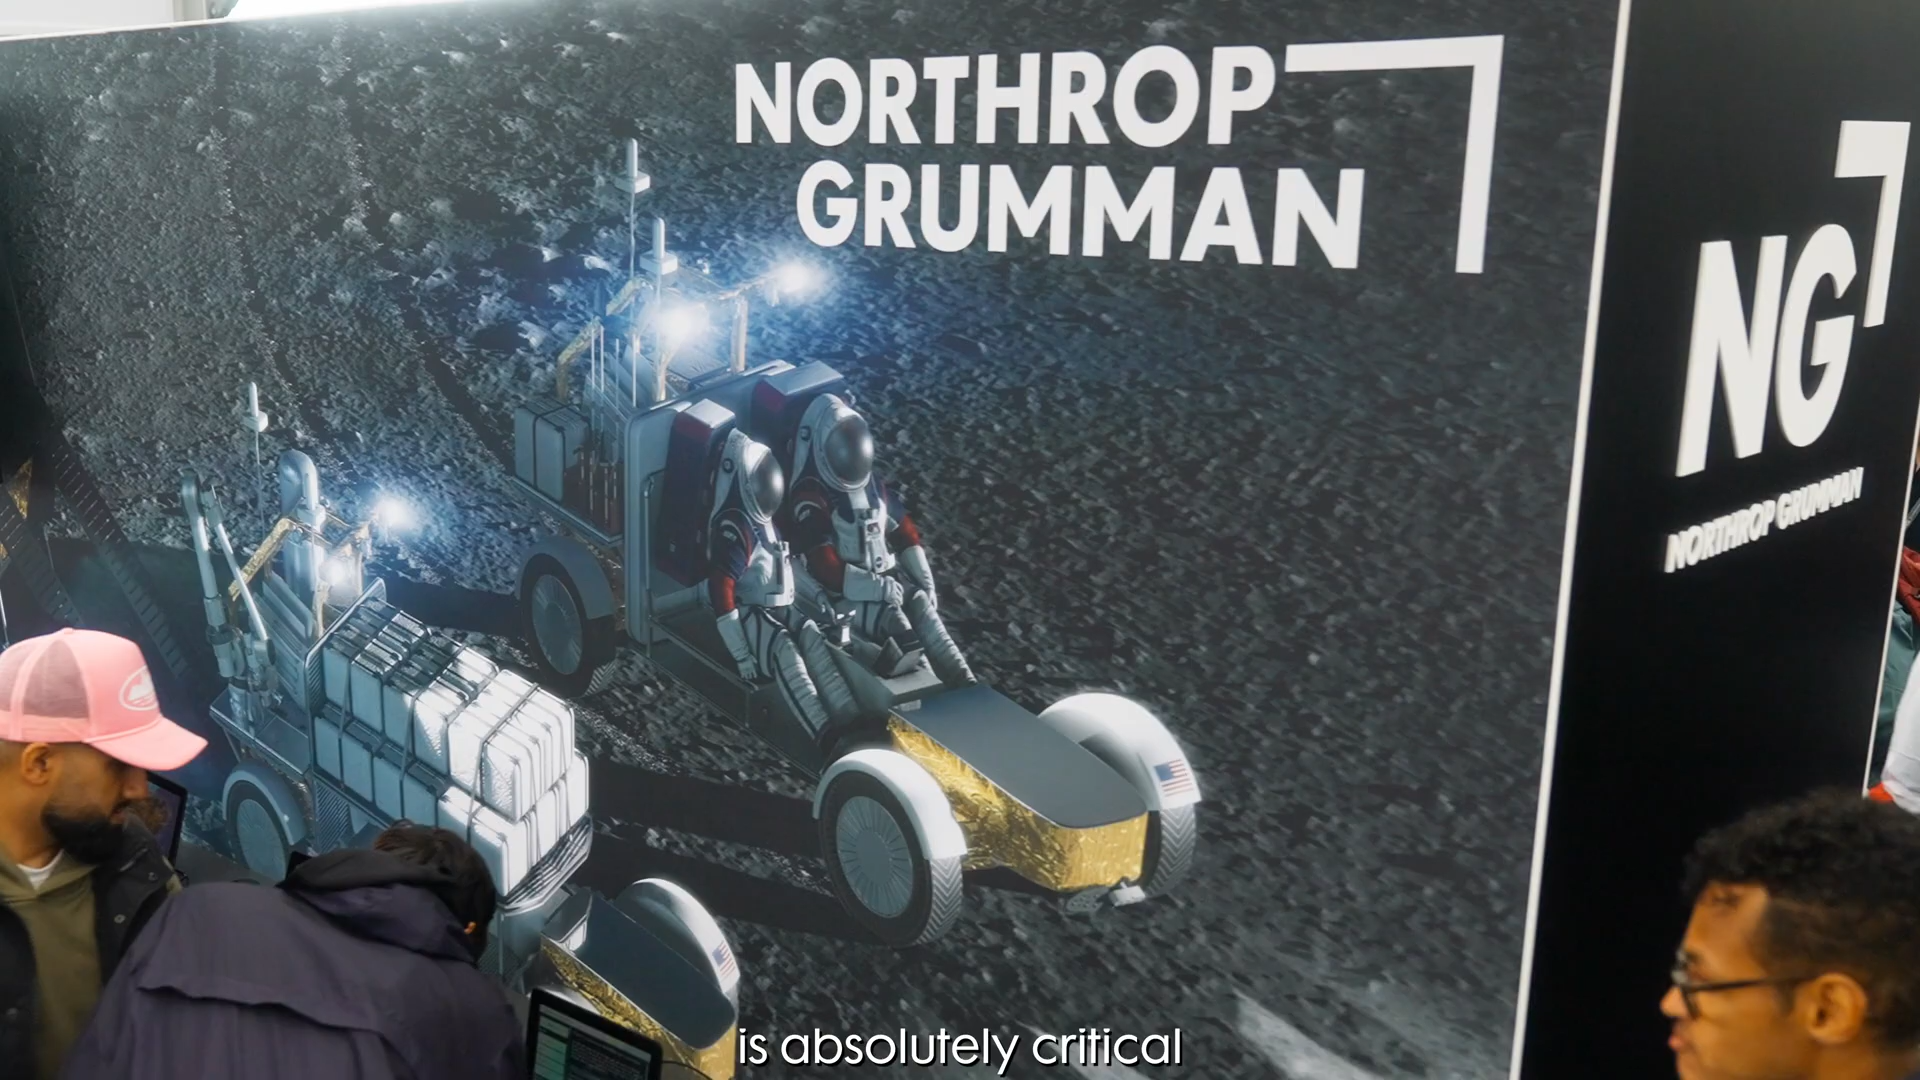 NORTHROP
GRUMMAN
NG
NORTHROP GRUMMAN
is absolutely critical